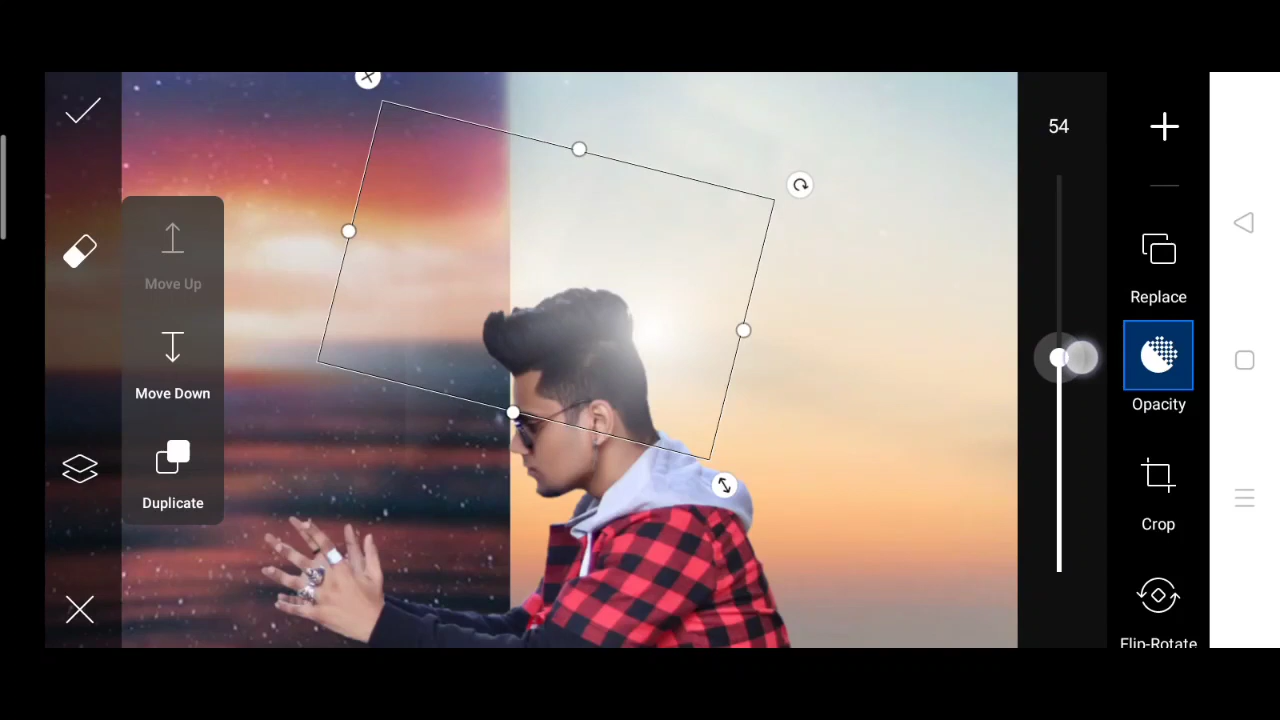 54
Move Up
Replace
Move Down
Opacity
Duplicate
Crop
Flip-Rotate